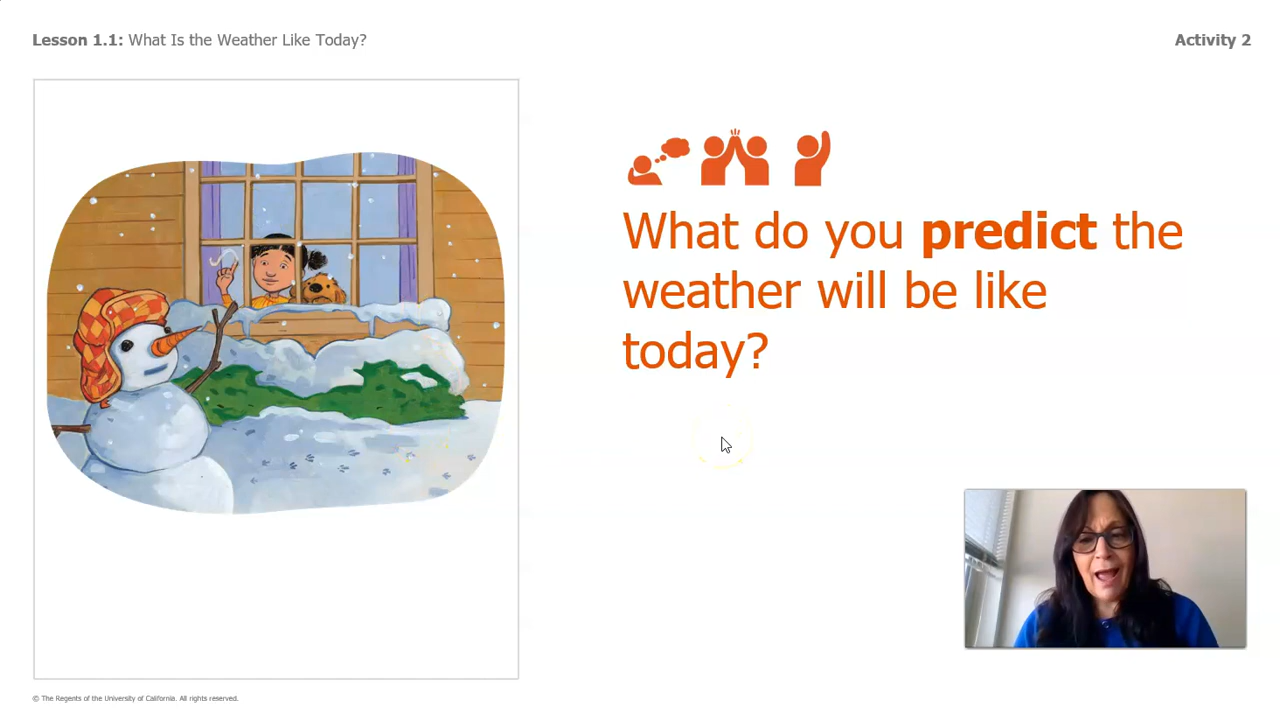 Lesson 1.1: What Is the Weather Like Today?
Activity 2
What do you predict the
weather will be like
today?
© The Regents of the University of California. All rights reserved.